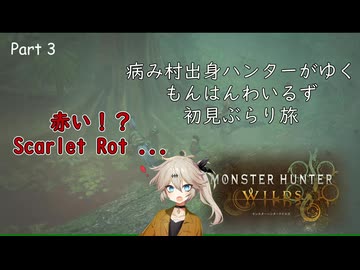 Part 3
病み村出身ハンターがゆく
もんはんわいるず
初見ぶらり旅
赤い！？
Scarlet Rot ...
MONSTER HUNTER
WILDS